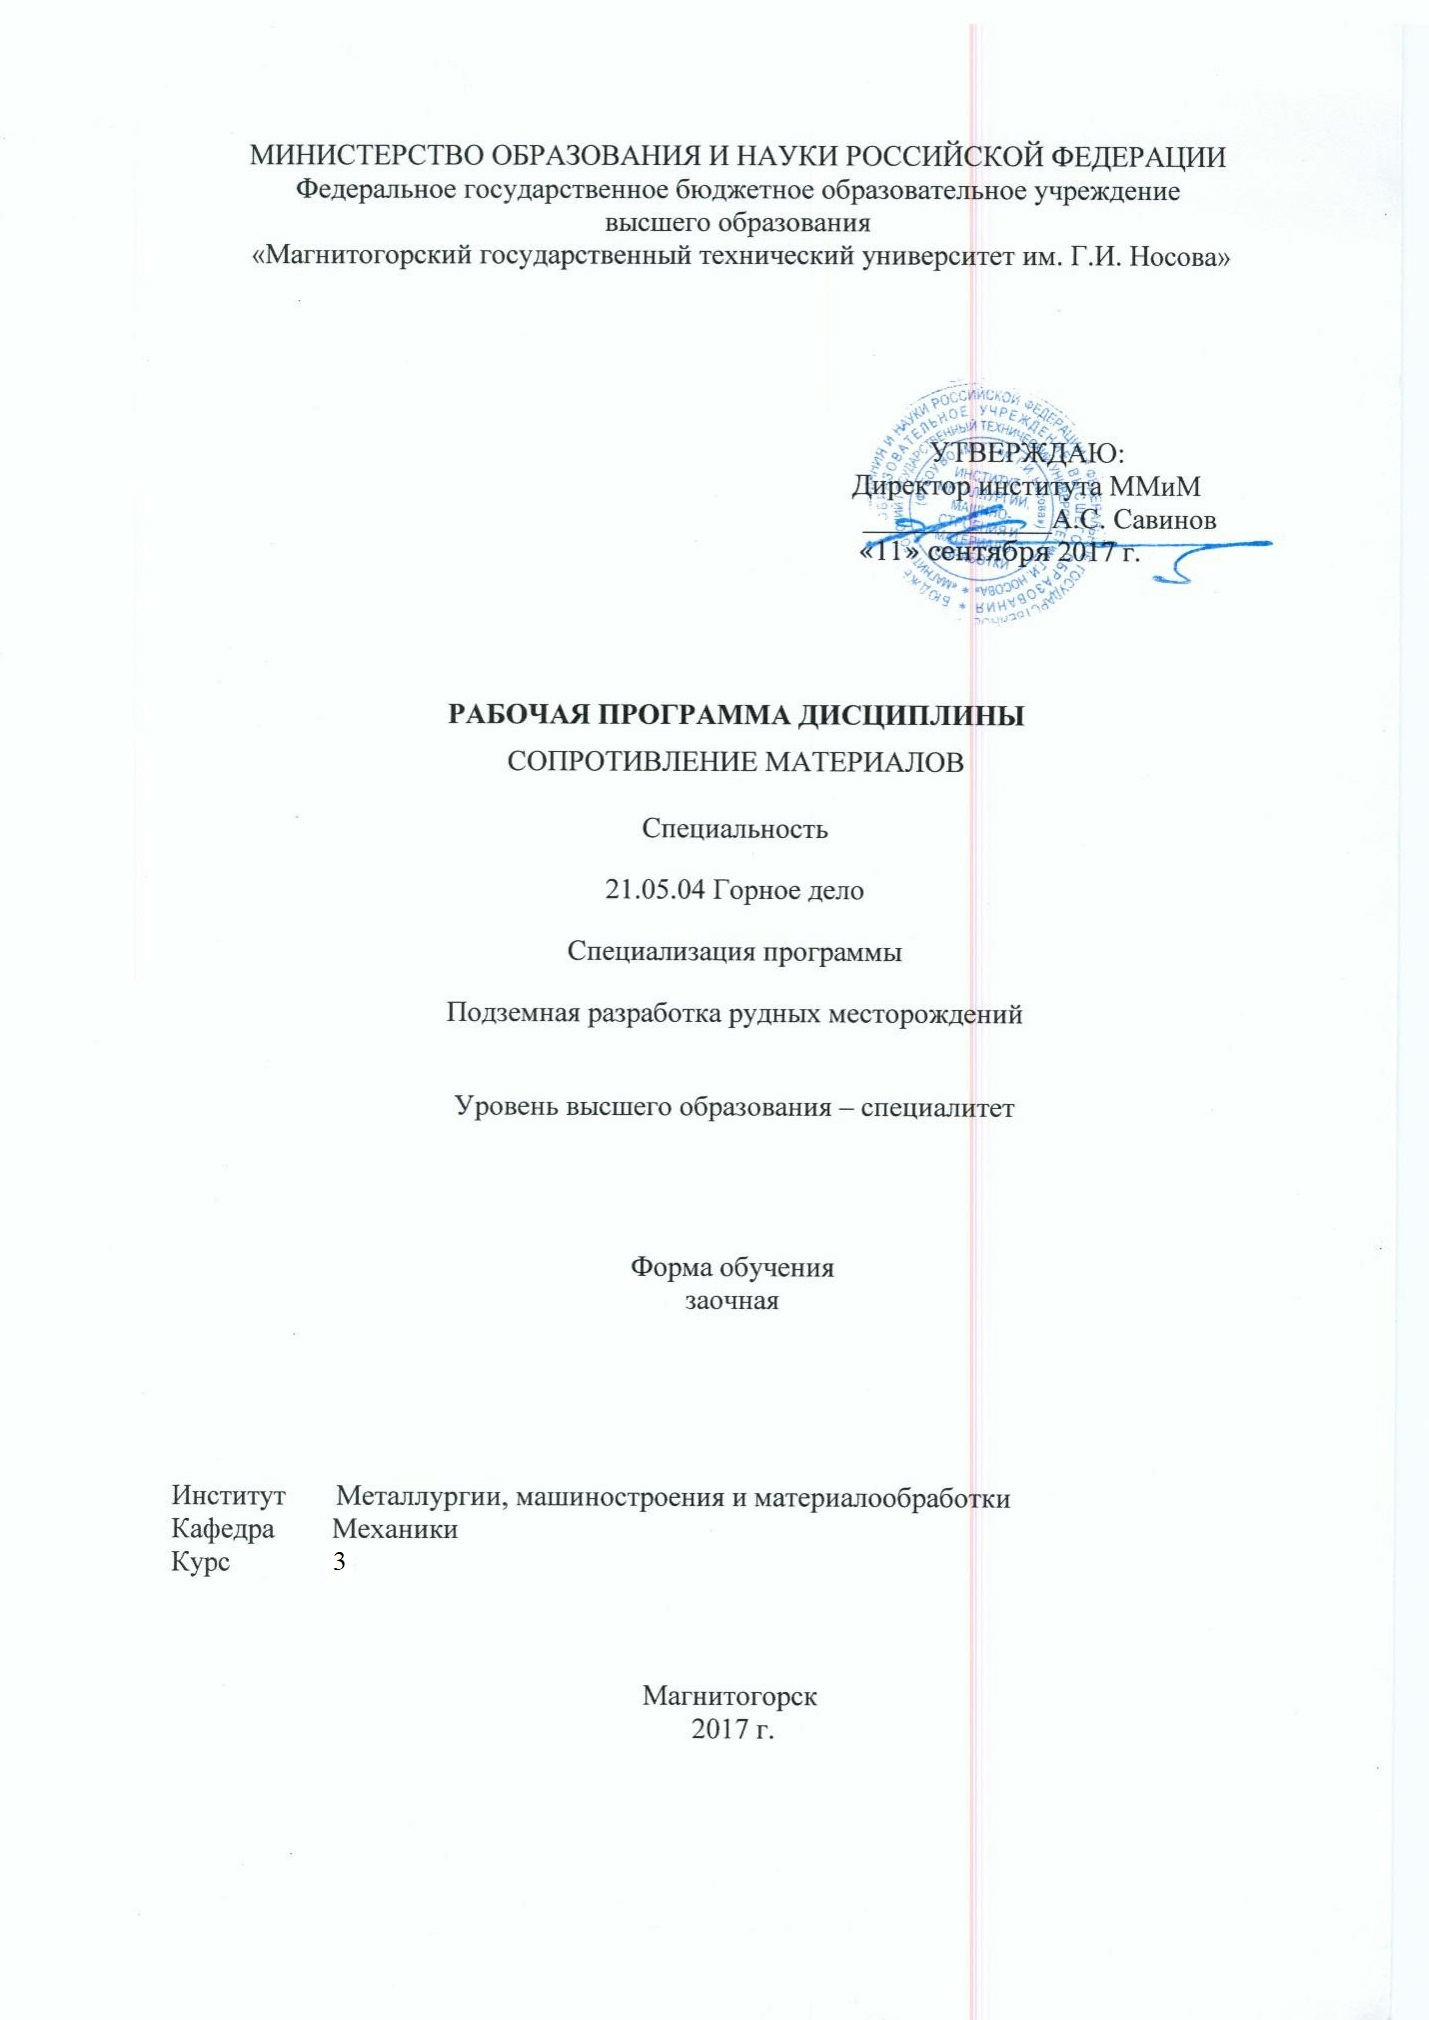 МИНИСТЕРСТВО ОБРАЗОВАНИЯ И НАУКИ РОССИЙСКОЙ ФЕДЕРАЦИИ
Федеральное государственное бюджетное образовательное учреждение
высшего образования
«Магнитогорский государственный технический университет им. Г.И. Носова»
УТВЕРЖДАЮ:
Директор института ММиМ
А.С. Савинов
«11» сентября 2017 г.
РАБОЧАЯ ПРОГРАММА ДИСЦИПЛИНЫ
СОПРОТИВЛЕНИЕ МАТЕРИАЛОВ
Специальность
21.05.04 Горное дело
Специализация программы
Подземная разработка рудных месторождений
Уровень высшего образования – специалитет
Форма обучения
заочная
Институт Металлургии, машиностроения и материалообработки
Кафедра Механики
Курс 3
Магнитогорск
2017 г.